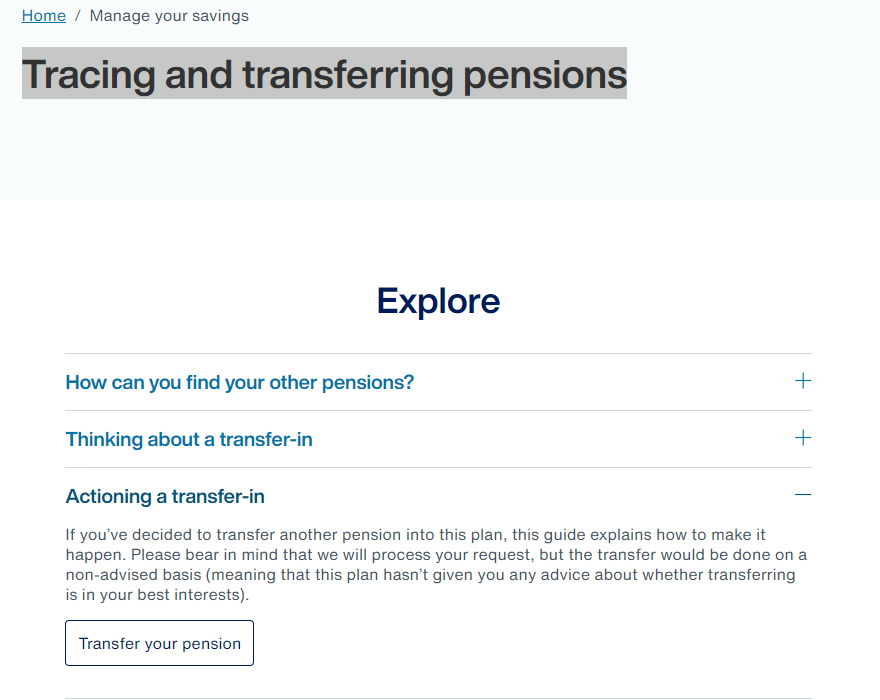 Home / Manage your savings
Tracing and transferring pensions
Explore
How can you find your other pensions?
Thinking about a transfer-in
Actioning a transfer-in
If you’ve decided to transfer another pension into this plan, this guide explains how to make it
happen. Please bear in mind that we will process your request, but the transfer would be done on a
non-advised basis (meaning that this plan hasn’t given you any advice about whether transferring
is in your best interests).
Transfer your pension